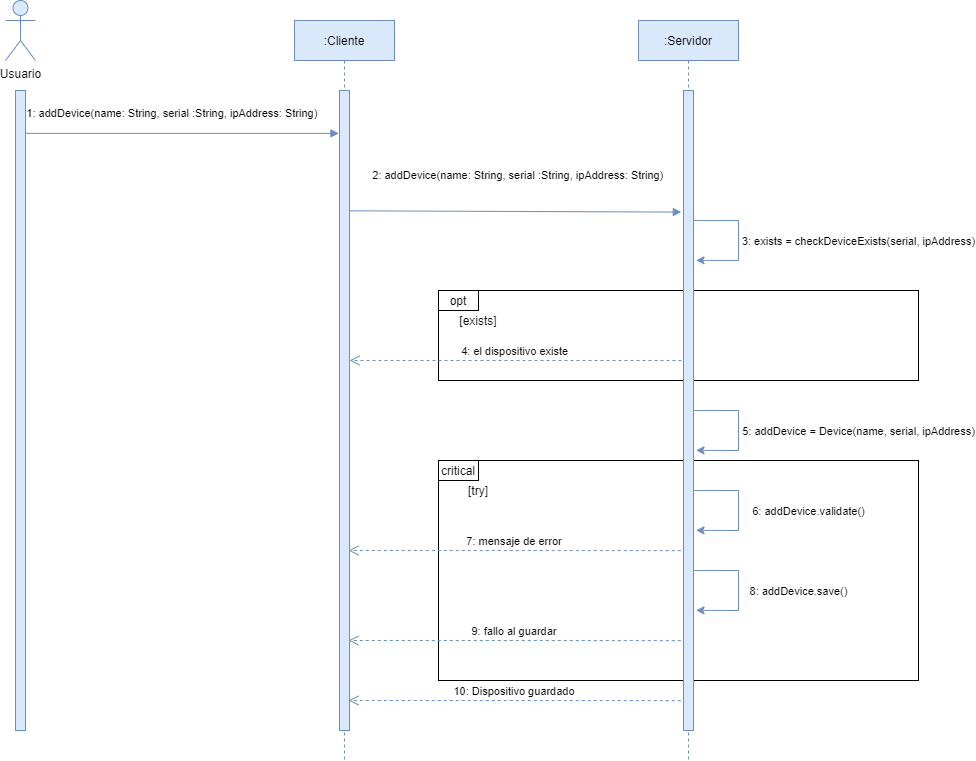 :Cliente
:Servidor
Usuario
1: addDevice(name: String, serial :String, ipAddress: String)
2: addDevice(name: String, serial :String, ipAddress: String)
3: exists = checkDeviceExists(serial, ipAddress)
opt
[exists]
4: el dispositivo existe
5: addDevice = Device(name, serial, ipAddress)
critical
[try]
6: addDevice.validate()
7: mensaje de error
8: addDevice.save()
9: fallo al guardar
10: Dispositivo guardado